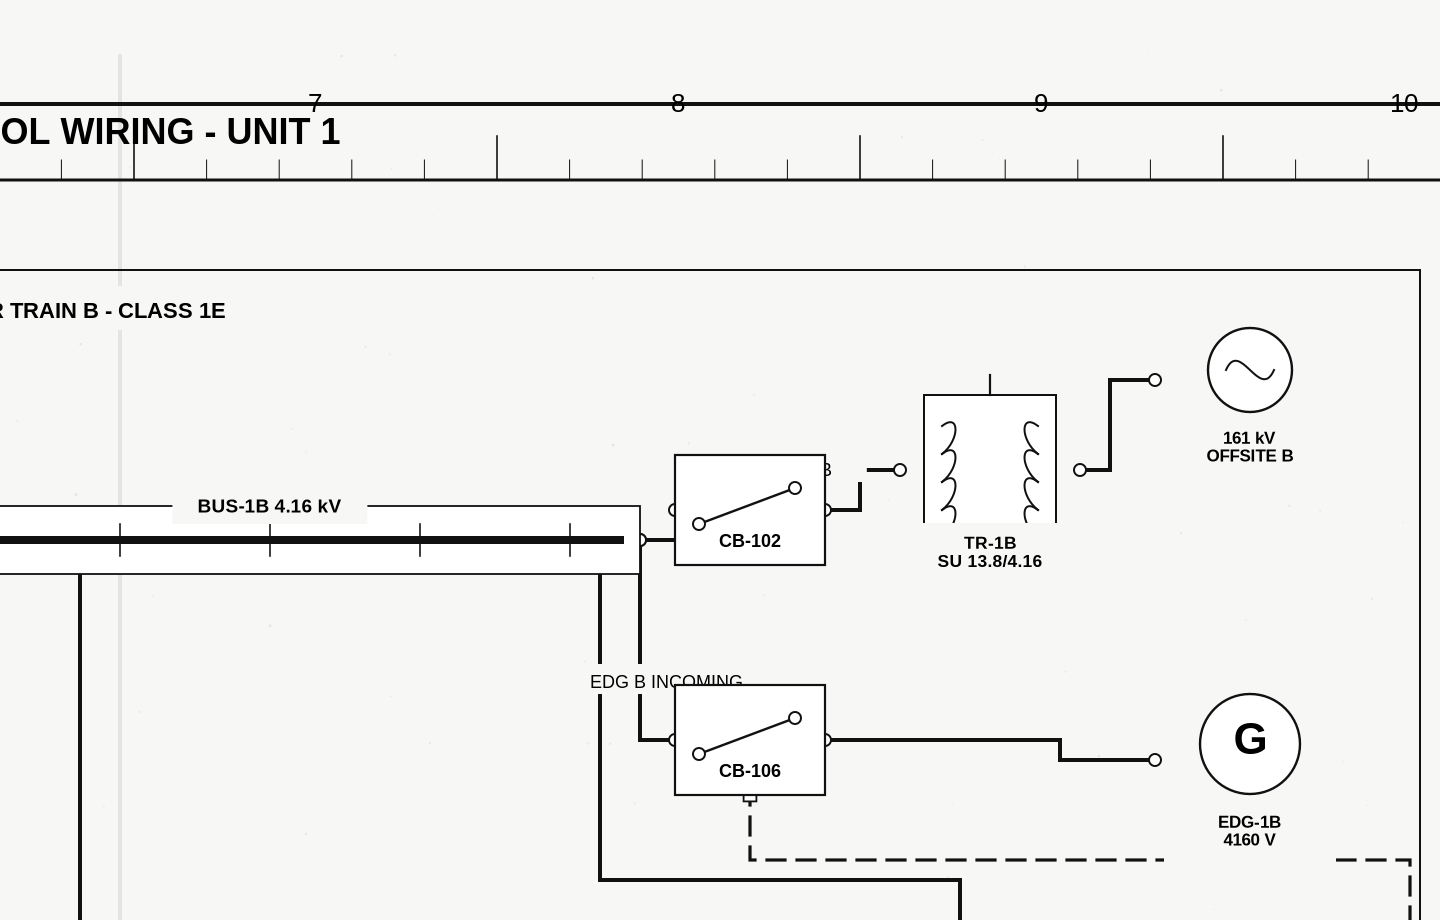 7 8 9 10
OL WIRING - UNIT 1
R TRAIN B - CLASS 1E
161 kV
OFFSITE B
B
BUS-1B 4.16 kV
CB-102
TR-1B
SU 13.8/4.16
EDG B INCOMING
CB-106
G
EDG-1B
4160 V